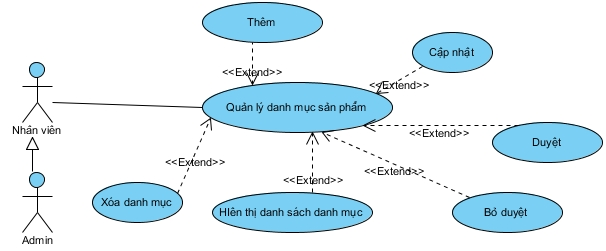 Thêm
Cập nhật
<<Extend>>
<<Extend>>
Nhân viên
Quản lý danh mục sản phẩm
<<Extend>>
Duyệt
<<Extend>>
<<Extend>>
<<Extend>>
Xóa danh mục
HIên thị danh sách danh mục
Bỏ duyệt
Admin